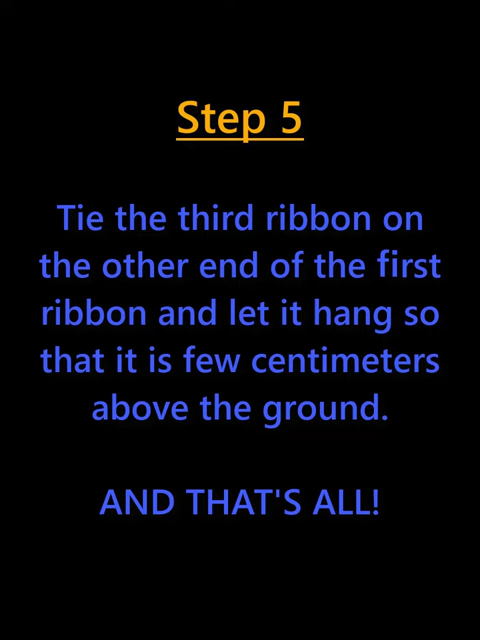 Step 5
Tie the third ribbon on
the other end of the first
ribbon and let it hang so
that it is few centimeters
above the ground.
AND THAT'S ALL!